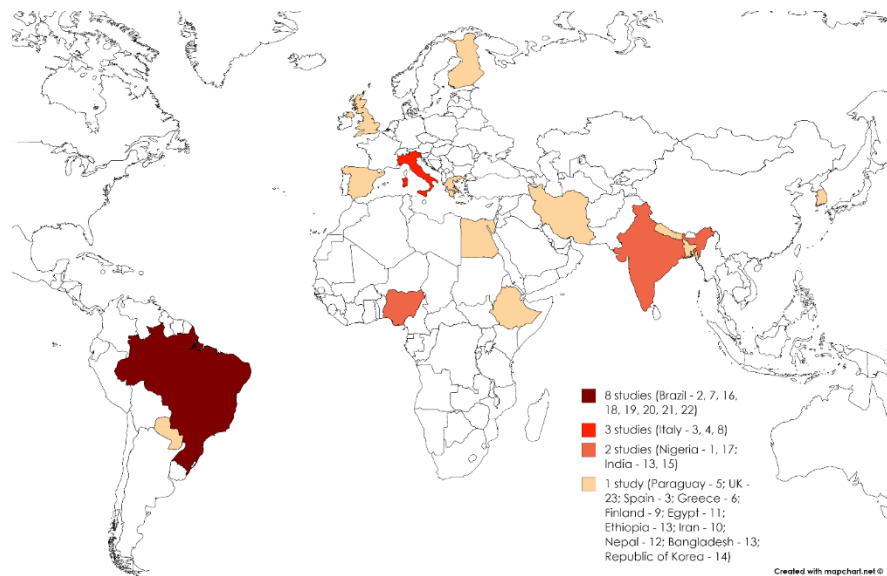 8 studies (Brazil - 2, 7, 16,
18, 19, 20, 21, 22)
3 studies (Italy - 3, 4, 8)
2 studies (Nigeria - 1, 17;
India - 13, 15)
1 study (Paraguay - 5; UK -
23; Spain - 3; Greece - 6;
Finland - 9; Egypt - 11;
Ethiopia - 13; Iran - 10;
Nepal - 12; Bangladesh - 13;
Republic of Korea - 14)
Created with mapchart.net ©